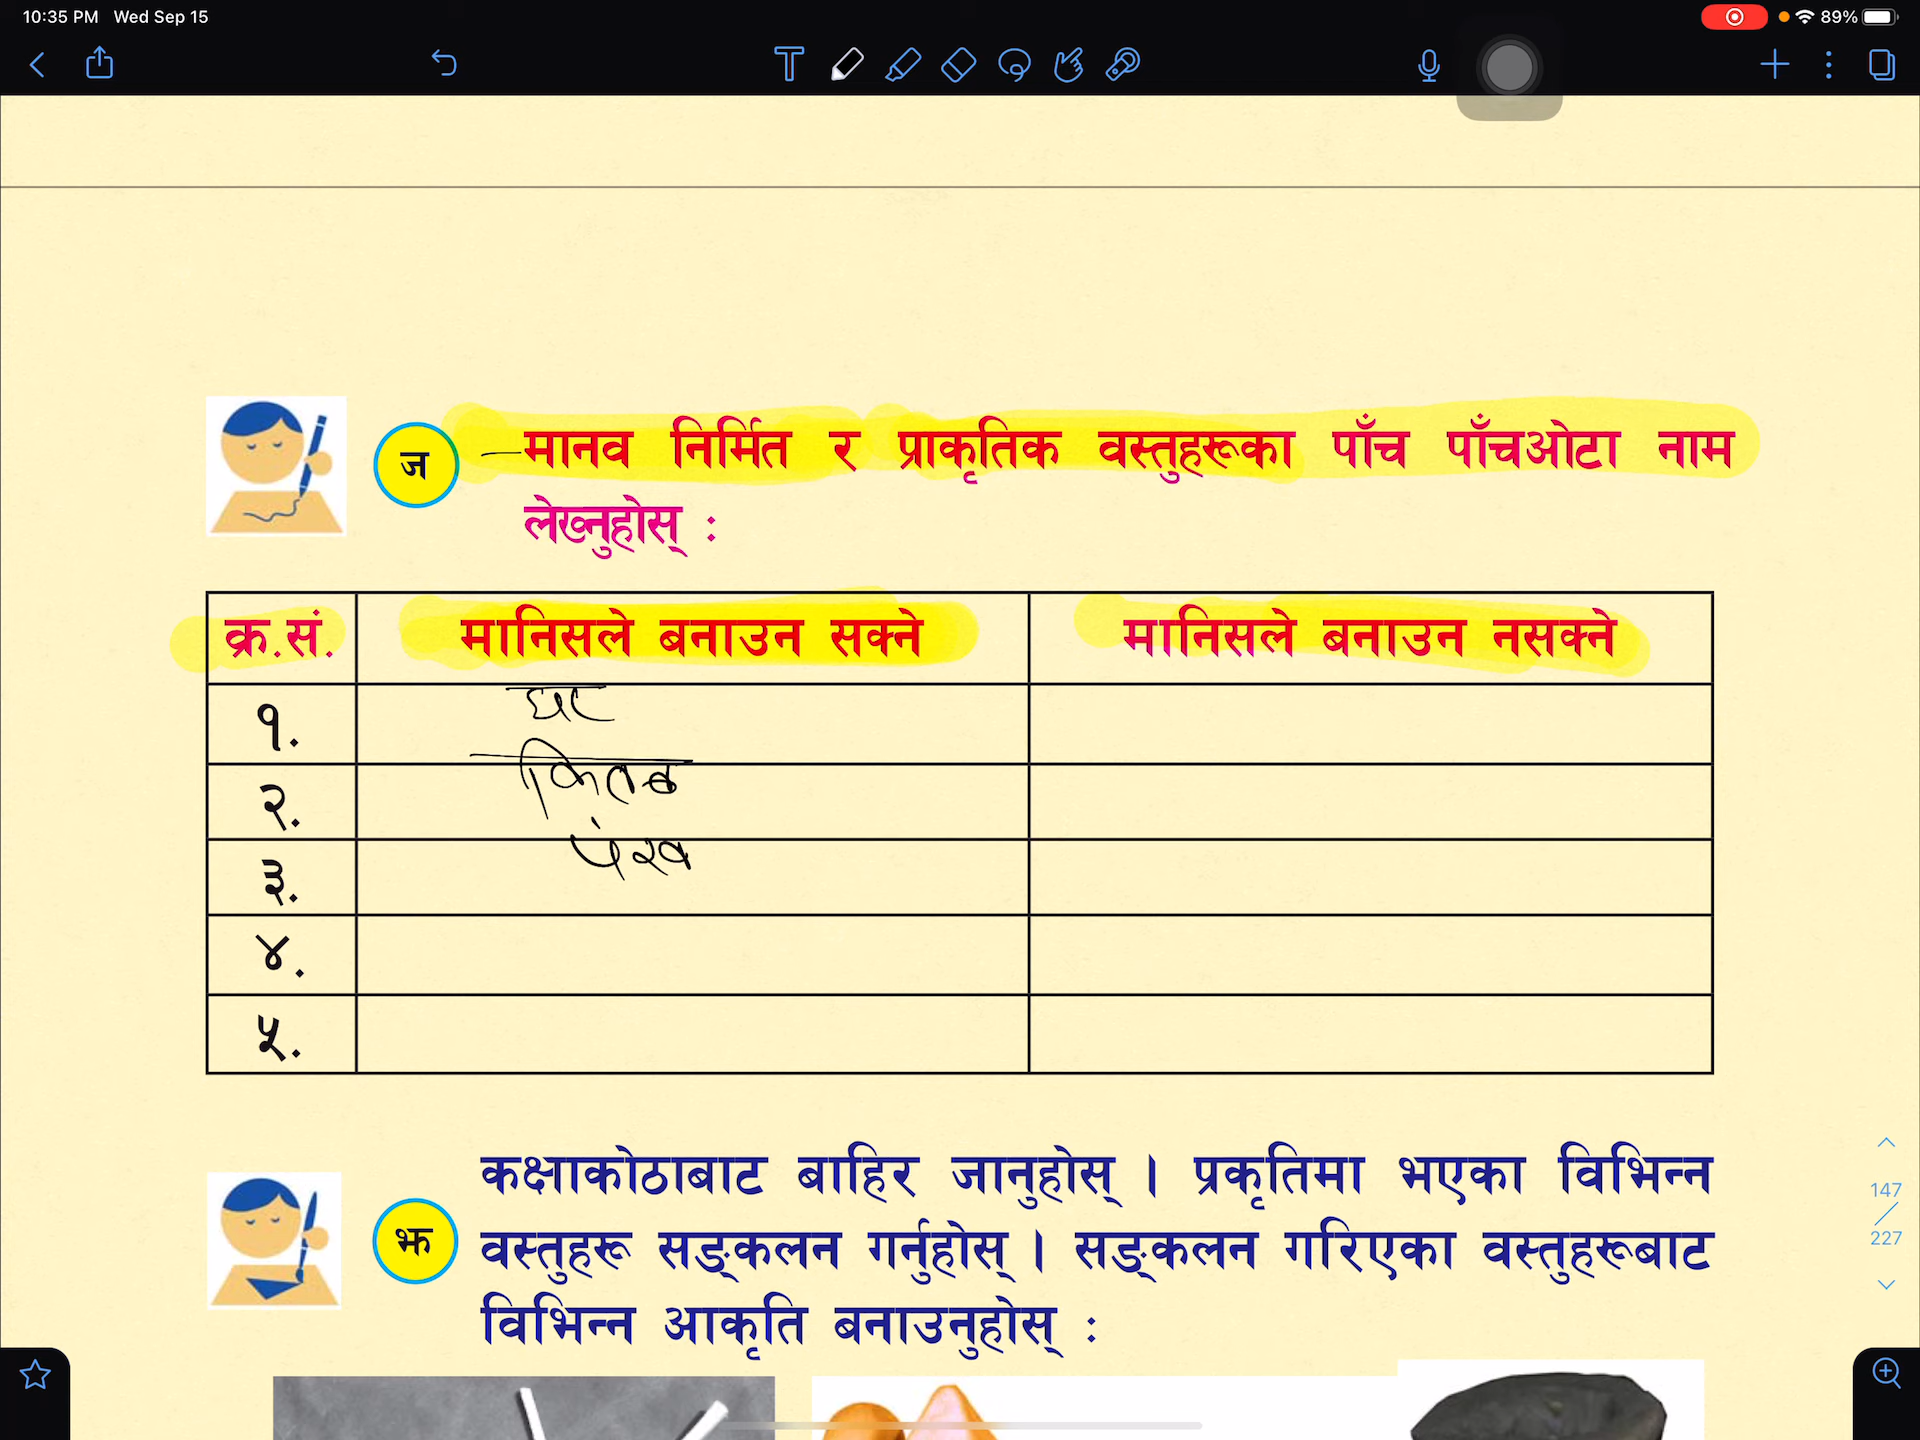 10:35 PM Wed Sep 15 89%
ज मानव निर्मित र प्राकृतिक वस्तुहरूका पाँच पाँचओटा नाम
लेख्नुहोस् :
क्र.सं. मानिसले बनाउन सक्ने मानिसले बनाउन नसक्ने
१. घर
२. किताब
३. पंखा
४.
५.
कक्षाकोठाबाट बाहिर जानुहोस् । प्रकृतिमा भएका विभिन्न
झ वस्तुहरू सङ्कलन गर्नुहोस् । सङ्कलन गरिएका वस्तुहरूबाट
विभिन्न आकृति बनाउनुहोस् :
147
/
227